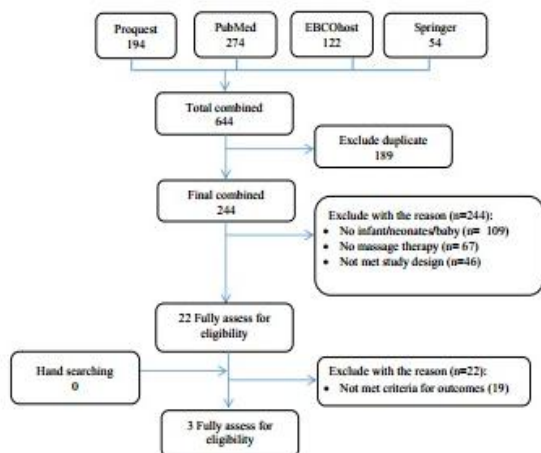 Proquest
194
PubMed
274
EBCOhost
122
Springer
54
Total combined
644
Exclude duplicate
189
Final combined
244
Exclude with the reason (n=244):
• No infant/neonates/baby (n= 109)
• No massage therapy (n= 67)
• Not met study design (n=46)
22 Fully assess for
eligibility
Hand searching
0
Exclude with the reason (n=22):
• Not met criteria for outcomes (19)
3 Fully assess for
eligibility